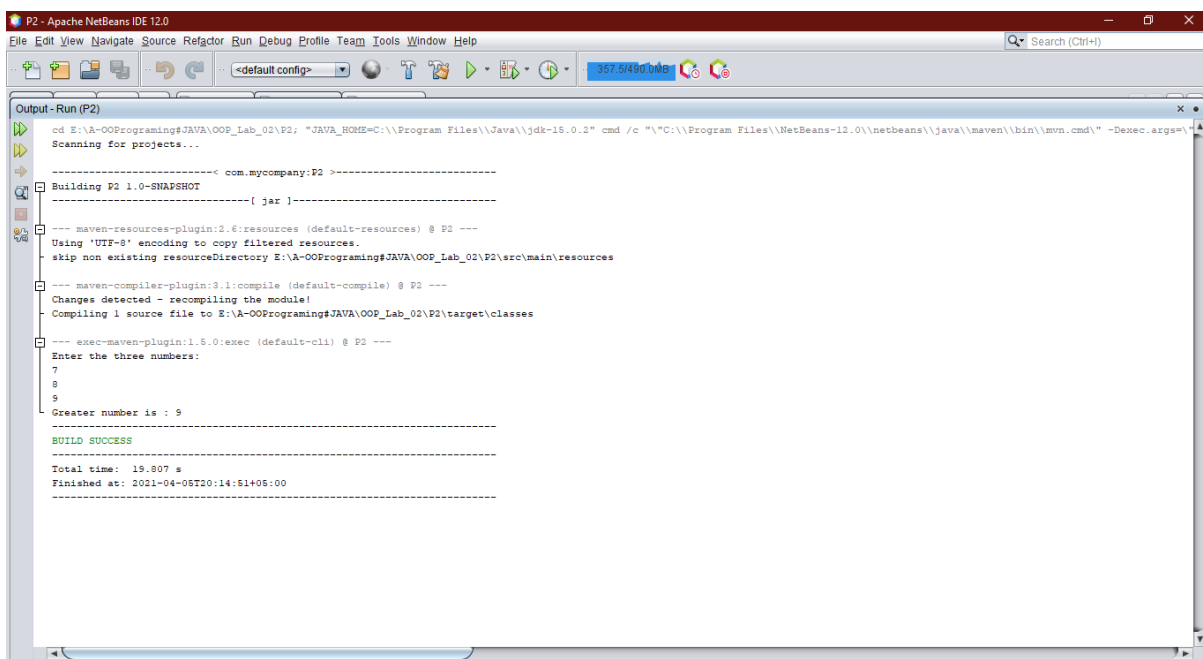 P2 - Apache NetBeans IDE 12.0
File Edit View Navigate Source Refactor Run Debug Profile Team Tools Window Help
Search (Ctrl+I)
<default config>
357.5/490.0MB
Output - Run (P2)
cd E:\A-OOPrograming#JAVA\OOP_Lab_02\P2; "JAVA_HOME=C:\\Program Files\\Java\\jdk-15.0.2" cmd /c "\"C:\\Program Files\\NetBeans-12.0\\netbeans\\java\\maven\\bin\\mvn.cmd\" -Dexec.args=\"
Scanning for projects...
--------------------------< com.mycompany:P2 >--------------------------
Building P2 1.0-SNAPSHOT
--------------------------------[ jar ]---------------------------------
--- maven-resources-plugin:2.6:resources (default-resources) @ P2 ---
Using 'UTF-8' encoding to copy filtered resources.
skip non existing resourceDirectory E:\A-OOPrograming#JAVA\OOP_Lab_02\P2\src\main\resources
--- maven-compiler-plugin:3.1:compile (default-compile) @ P2 ---
Changes detected - recompiling the module!
Compiling 1 source file to E:\A-OOPrograming#JAVA\OOP_Lab_02\P2\target\classes
--- exec-maven-plugin:1.5.0:exec (default-cli) @ P2 ---
Enter the three numbers:
7
8
9
Greater number is : 9
------------------------------------------------------------------------
BUILD SUCCESS
------------------------------------------------------------------------
Total time:  19.807 s
Finished at: 2021-04-05T20:14:51+05:00
------------------------------------------------------------------------